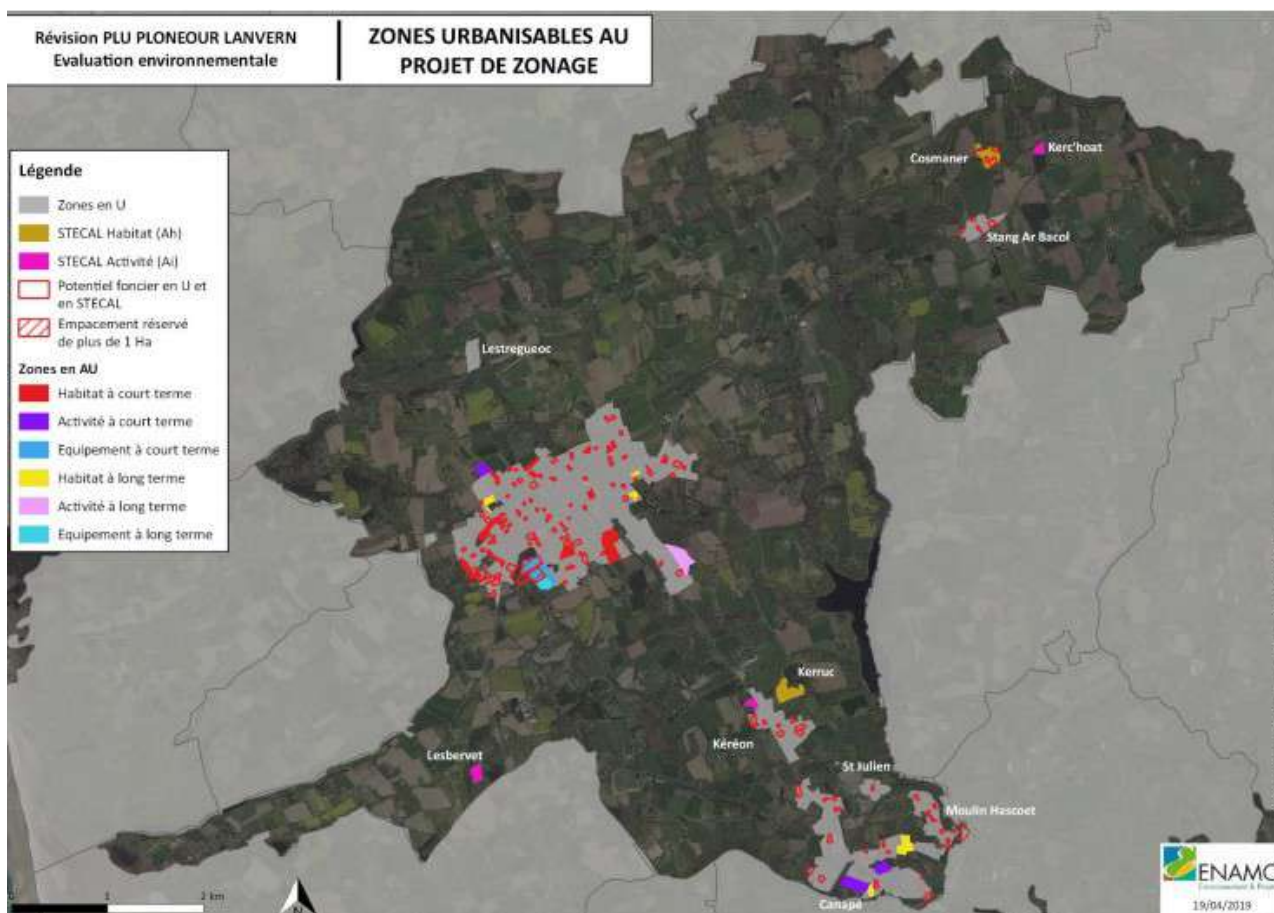 Révision PLU PLONEOUR LANVERN
Evaluation environnementale
ZONES URBANISABLES AU
PROJET DE ZONAGE
Légende
Zones en U
STECAL Habitat (Ah)
STECAL Activité (Ai)
Potentiel foncier en U et
en STECAL
Empacement réservé
de plus de 1 Ha
Zones en AU
Habitat à court terme
Activité à court terme
Equipement à court terme
Habitat à long terme
Activité à long terme
Equipement à long terme
Cosmaner
Kerc'hoat
Stang Ar Bacol
Lestregueoc
Kerruc
Kéréon
Lesbervet
St Julien
Moulin Hascoet
Canapé
0 1 2 km
N
ENAMO
19/04/2019